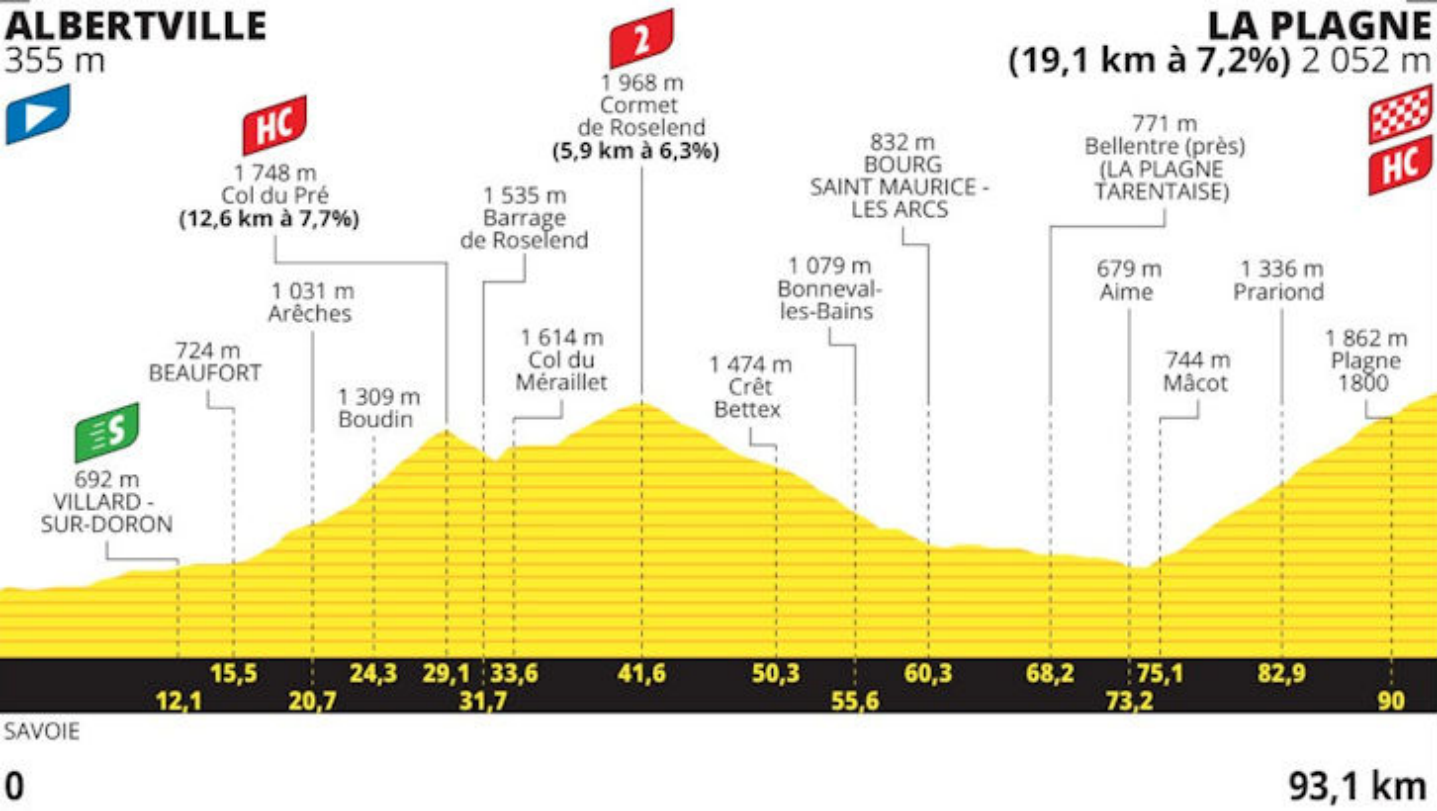 ALBERTVILLE
355 m
LA PLAGNE
(19,1 km à 7,2%) 2 052 m
HC
1 748 m
Col du Pré
(12,6 km à 7,7%)
2
1 968 m
Cormet
de Roselend
(5,9 km à 6,3%)
HC
1 535 m
Barrage
de Roselend
832 m
BOURG
SAINT MAURICE -
LES ARCS
771 m
Bellentre (près)
(LA PLAGNE
TARENTAISE)
1 031 m
Arêches
1 079 m
Bonneval-
les-Bains
679 m
Aime
1 336 m
Prariond
724 m
BEAUFORT
1 309 m
Boudin
1 614 m
Col du
Méraillet
1 474 m
Crêt
Bettex
744 m
Mâcot
1 862 m
Plagne
1800
S
692 m
VILLARD -
SUR-DORON
15,5 24,3 29,1 33,6 41,6 50,3 60,3 68,2 75,1 82,9
12,1 20,7 31,7 55,6 73,2 90
SAVOIE
0
93,1 km